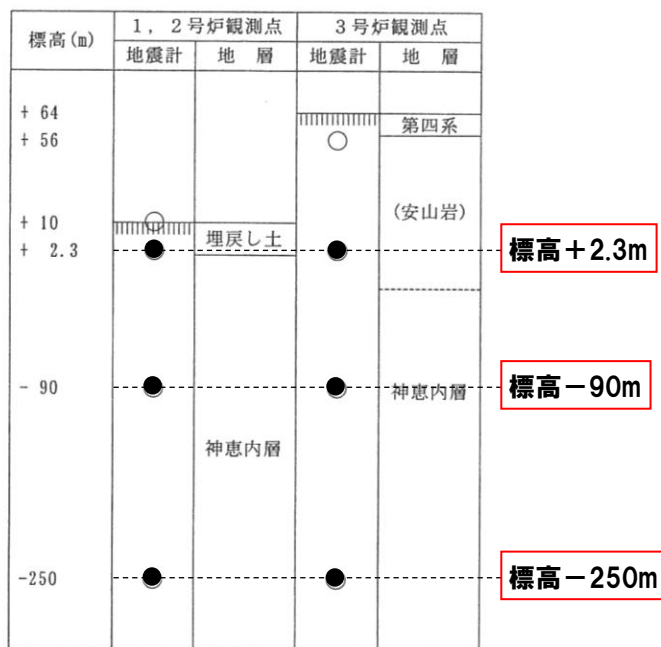 標高(m)
1,2号炉観測点
3号炉観測点
地震計
地 層
地震計
地 層
+ 64
第四系
+ 56
(安山岩)
+ 10
埋戻し土
+ 2.3
標高+2.3m
- 90
神恵内層
標高-90m
神恵内層
-250
標高-250m